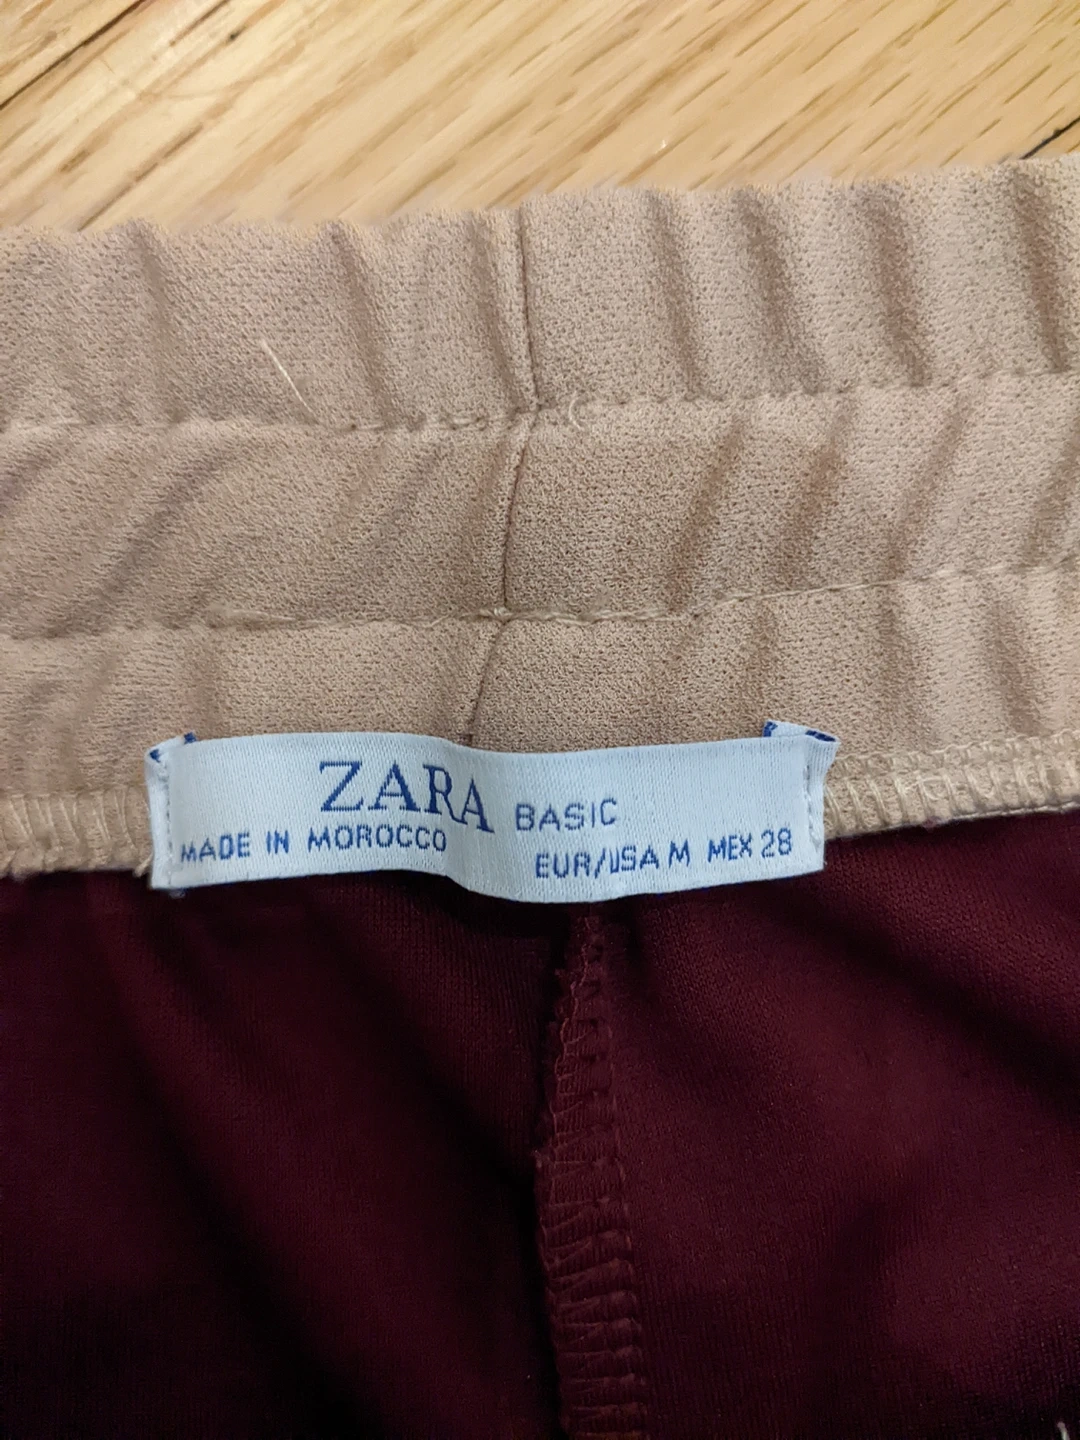 ZARA BASIC
MADE IN MOROCCO
EUR/USA M MEX 28